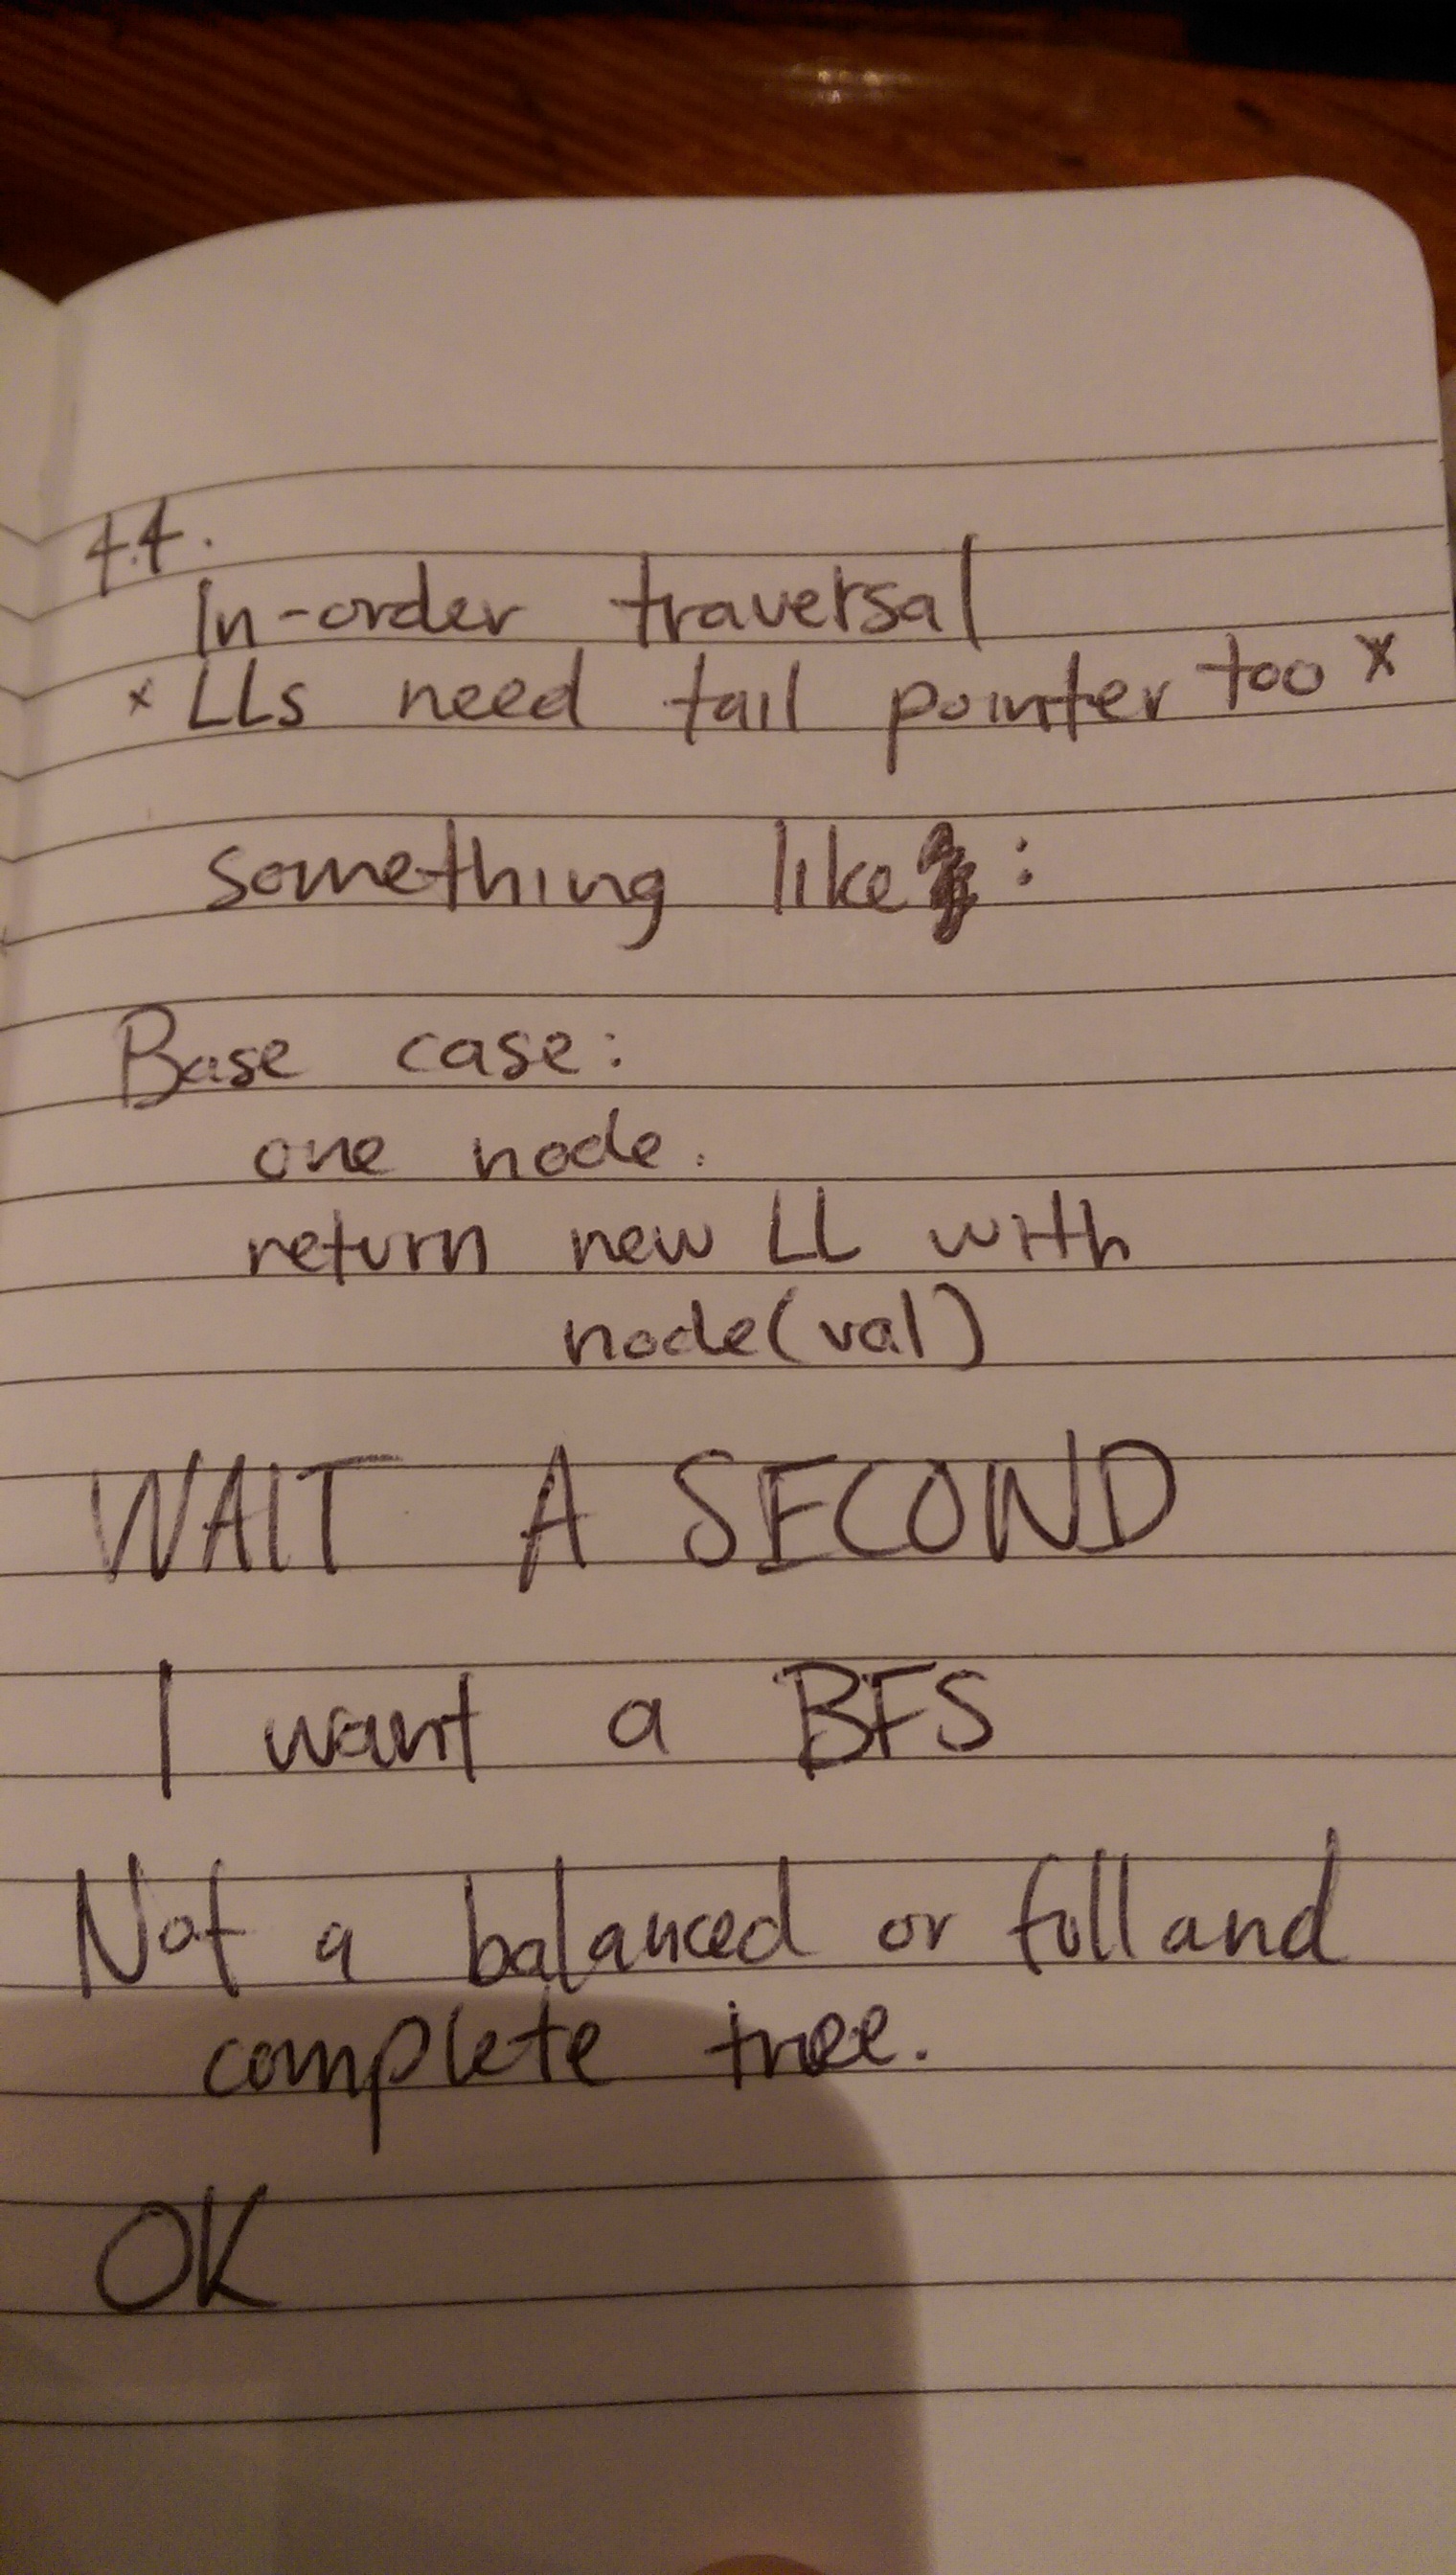 4.4.
In-order traversal
* LLs need tail pointer too *
something like :
Base case:
one node.
return new LL with
node(val)
WAIT A SECOND
I want a BFS
Not a balanced or full and
complete tree.
OK